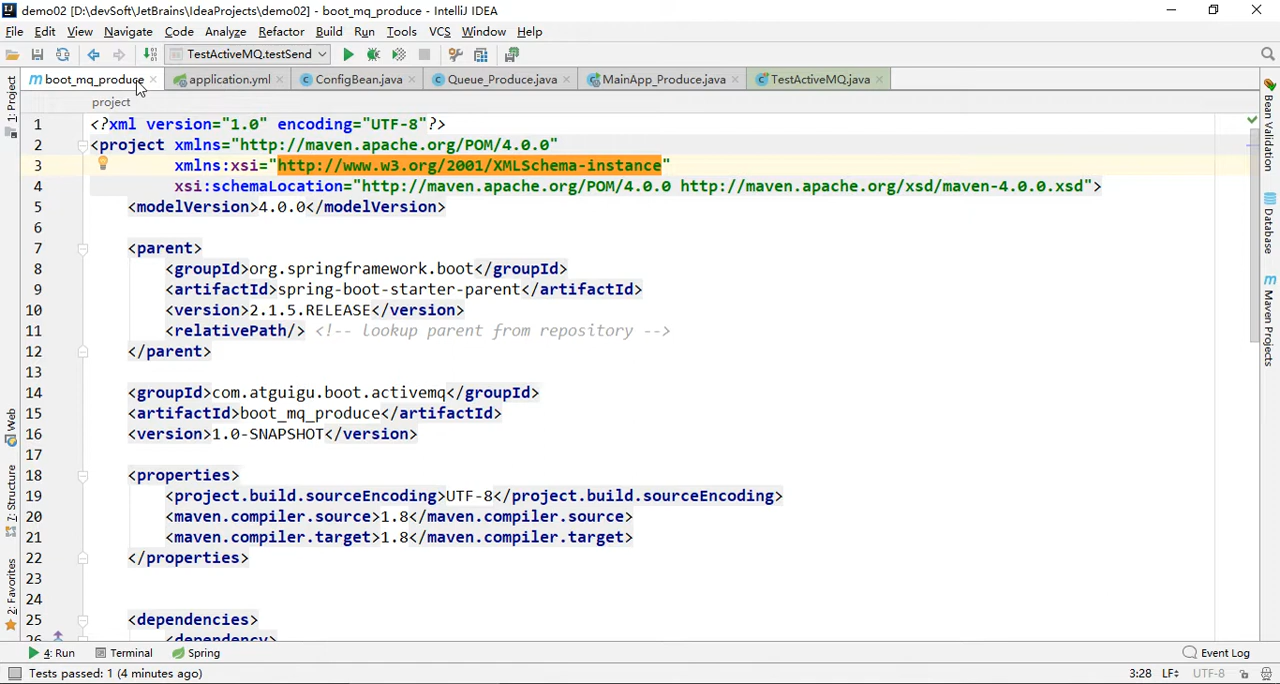 demo02 [D:\devSoft\JetBrains\IdeaProjects\demo02] - boot_mq_produce - IntelliJ IDEA
File Edit View Navigate Code Analyze Refactor Build Run Tools VCS Window Help
TestActiveMQ.testSend
boot_mq_produce application.yml ConfigBean.java Queue_Produce.java MainApp_Produce.java TestActiveMQ.java
project
1 <?xml version="1.0" encoding="UTF-8"?>
2 <project xmlns="http://maven.apache.org/POM/4.0.0"
3 xmlns:xsi="http://www.w3.org/2001/XMLSchema-instance"
4 xsi:schemaLocation="http://maven.apache.org/POM/4.0.0 http://maven.apache.org/xsd/maven-4.0.0.xsd">
5 <modelVersion>4.0.0</modelVersion>
6
7 <parent>
8 <groupId>org.springframework.boot</groupId>
9 <artifactId>spring-boot-starter-parent</artifactId>
10 <version>2.1.5.RELEASE</version>
11 <relativePath/> <!-- lookup parent from repository -->
12 </parent>
13
14 <groupId>com.atguigu.boot.activemq</groupId>
15 <artifactId>boot_mq_produce</artifactId>
16 <version>1.0-SNAPSHOT</version>
17
18 <properties>
19 <project.build.sourceEncoding>UTF-8</project.build.sourceEncoding>
20 <maven.compiler.source>1.8</maven.compiler.source>
21 <maven.compiler.target>1.8</maven.compiler.target>
22 </properties>
23
24
25 <dependencies>
26 <dependency>
1: Project
Web
7: Structure
2: Favorites
Bean Validation
Database
Maven Projects
4: Run Terminal Spring Event Log
Tests passed: 1 (4 minutes ago) 3:28 LF UTF-8